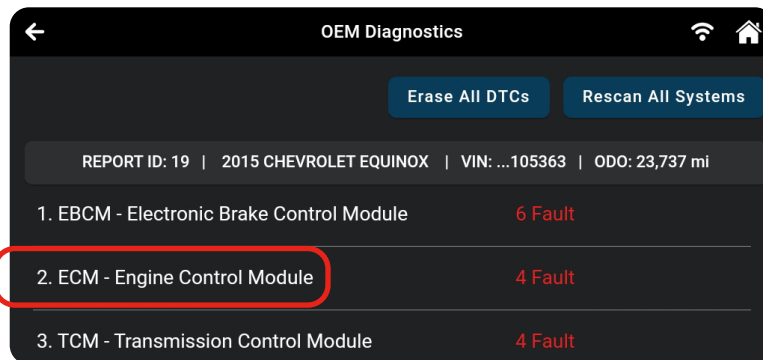 OEM Diagnostics
Erase All DTCs Rescan All Systems
REPORT ID: 19 | 2015 CHEVROLET EQUINOX | VIN: ...105363 | ODO: 23,737 mi
1. EBCM - Electronic Brake Control Module 6 Fault
2. ECM - Engine Control Module 4 Fault
3. TCM - Transmission Control Module 4 Fault